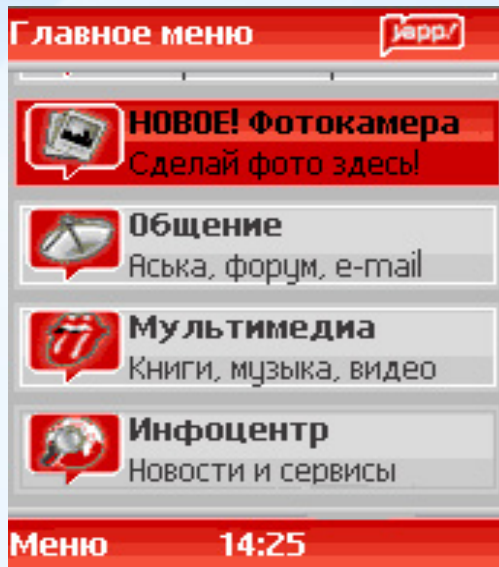 Главное меню
japp!
НОВОЕ! Фотокамера
Сделай фото здесь!
Общение
Аська, форум, e-mail
Мультимедиа
Книги, музыка, видео
Инфоцентр
Новости и сервисы
Меню 14:25